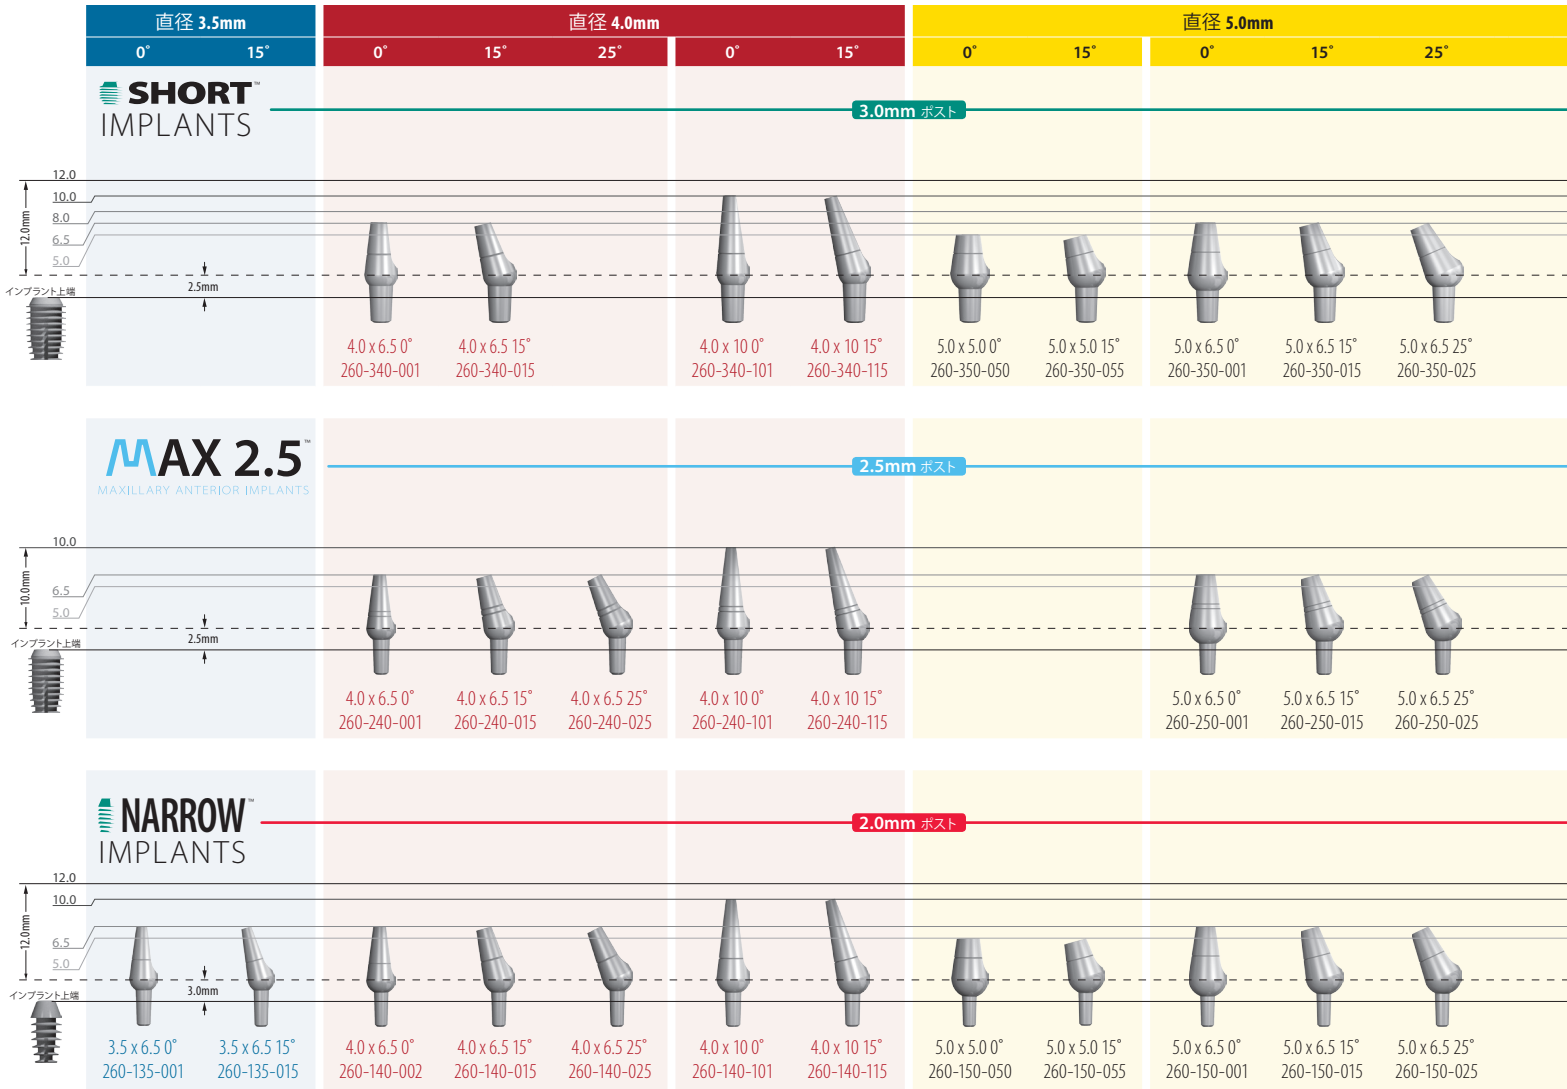 直径 3.5mm
直径 4.0mm
直径 5.0mm
0° 15° 0° 15° 25° 0° 15° 0° 15° 0° 15° 25°
SHORT™
IMPLANTS
3.0mm ポスト
12.0
10.0
8.0
6.5
5.0
12.0mm
2.5mm
インプラント上端
4.0 x 6.5 0° 4.0 x 6.5 15° 4.0 x 10 0° 4.0 x 10 15° 5.0 x 5.0 0° 5.0 x 5.0 15° 5.0 x 6.5 0° 5.0 x 6.5 15° 5.0 x 6.5 25°
260-340-001 260-340-015 260-340-101 260-340-115 260-350-050 260-350-055 260-350-001 260-350-015 260-350-025
MAX 2.5™
MAXILLARY ANTERIOR IMPLANTS
2.5mm ポスト
10.0
6.5
5.0
10.0mm
2.5mm
インプラント上端
4.0 x 6.5 0° 4.0 x 6.5 15° 4.0 x 6.5 25° 4.0 x 10 0° 4.0 x 10 15° 5.0 x 6.5 0° 5.0 x 6.5 15° 5.0 x 6.5 25°
260-240-001 260-240-015 260-240-025 260-240-101 260-240-115 260-250-001 260-250-015 260-250-025
NARROW™
IMPLANTS
2.0mm ポスト
12.0
10.0
6.5
5.0
12.0mm
3.0mm
インプラント上端
3.5 x 6.5 0° 3.5 x 6.5 15° 4.0 x 6.5 0° 4.0 x 6.5 15° 4.0 x 6.5 25° 4.0 x 10 0° 4.0 x 10 15° 5.0 x 5.0 0° 5.0 x 5.0 15° 5.0 x 6.5 0° 5.0 x 6.5 15° 5.0 x 6.5 25°
260-135-001 260-135-015 260-140-002 260-140-015 260-140-025 260-140-101 260-140-115 260-150-050 260-150-055 260-150-001 260-150-015 260-150-025